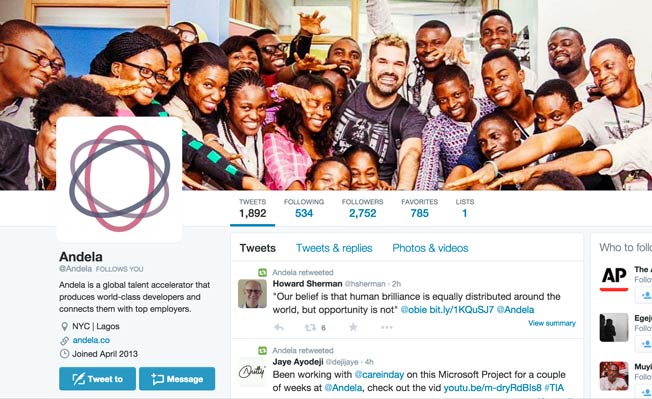 TWEETS FOLLOWING FOLLOWERS FAVORITES LISTS
1,892 534 2,752 785 1
Andela
@Andela FOLLOWS YOU
Andela is a global talent accelerator that
produces world-class developers and
connects them with top employers.
NYC | Lagos
andela.co
Joined April 2013
Tweet to Message
Tweets Tweets & replies Photos & videos
Andela retweeted
Howard Sherman @hsherman · 2h
"Our belief is that human brilliance is equally distributed around the
world, but opportunity is not" @obie bit.ly/1KQuSJ7 @Andela
6
View summary
Andela retweeted
Jaye Ayodeji @dejijaye · 4h
Nutty
Been working with @careinday on this Microsoft Project for a couple
of weeks at @Andela, check out the vid youtu.be/m-dryRdBIs8 #TIA
Who to follo
AP
The A
Follo
Egej
Follo
Muyi
Follo